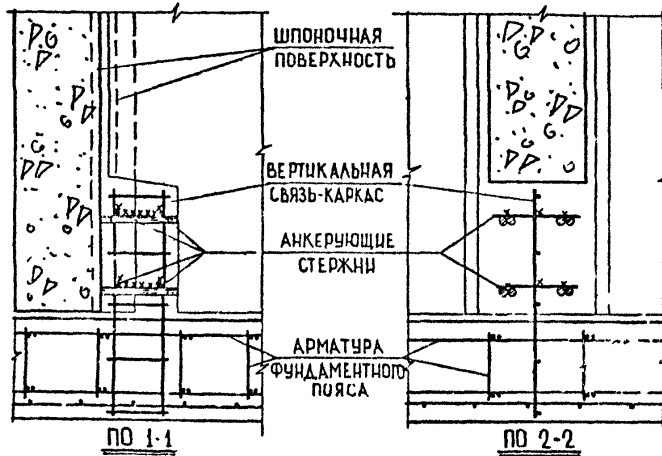 ШПОНОЧНАЯ
ПОВЕРХНОСТЬ
ВЕРТИКАЛЬНАЯ
СВЯЗЬ-КАРКАС
АНКЕРУЮЩИЕ
СТЕРЖНИ
АРМАТУРА
ФУНДАМЕНТНОГО
ПОЯСА
ПО 1-1
ПО 2-2